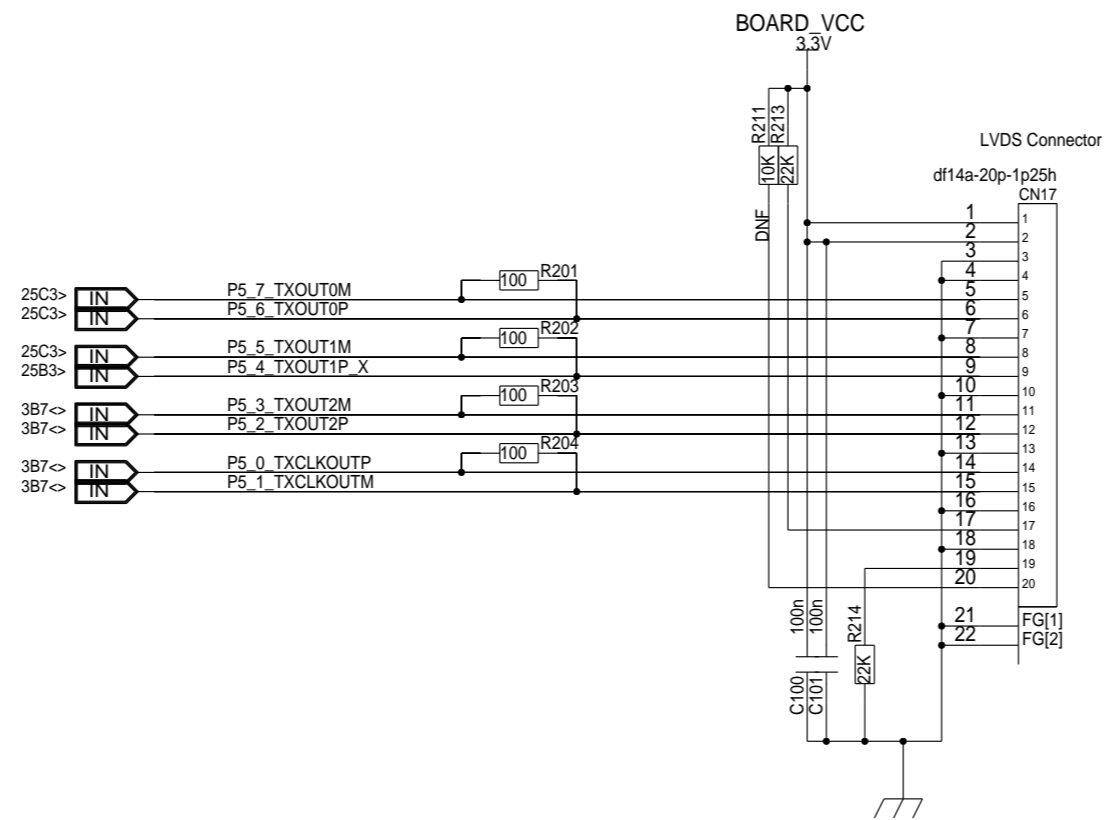 BOARD_VCC
3.3V
R211
R213
10K
22K
DNF
LVDS Connector
df14a-20p-1p25h
CN17
1 1
2 2
3 3
4 4
5 5
6 6
7 7
8 8
9 9
10 10
11 11
12 12
13 13
14 14
15 15
16 16
17 17
18 18
19 19
20 20
21 FG[1]
22 FG[2]
25C3> IN P5_7_TXOUT0M
100 R201
25C3> IN P5_6_TXOUT0P
25C3> IN P5_5_TXOUT1M
100 R202
25B3> IN P5_4_TXOUT1P_X
3B7<> IN P5_3_TXOUT2M
100 R203
3B7<> IN P5_2_TXOUT2P
3B7<> IN P5_0_TXCLKOUTP
100 R204
3B7<> IN P5_1_TXCLKOUTM
100n
100n
C100
C101
R214
22K